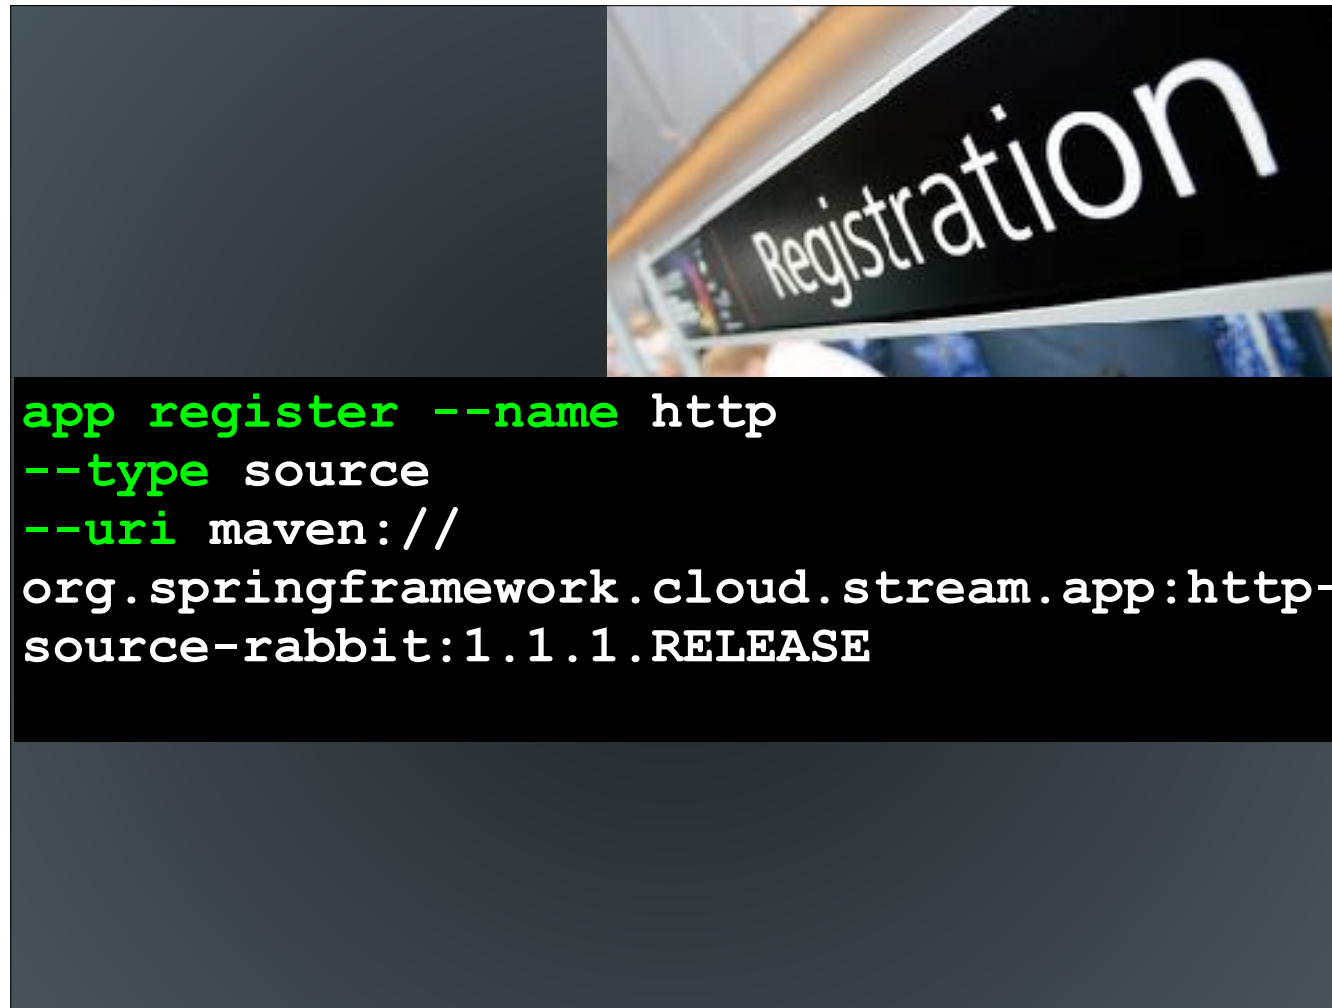 Registration
app register --name http
--type source
--uri maven://
org.springframework.cloud.stream.app:http-
source-rabbit:1.1.1.RELEASE